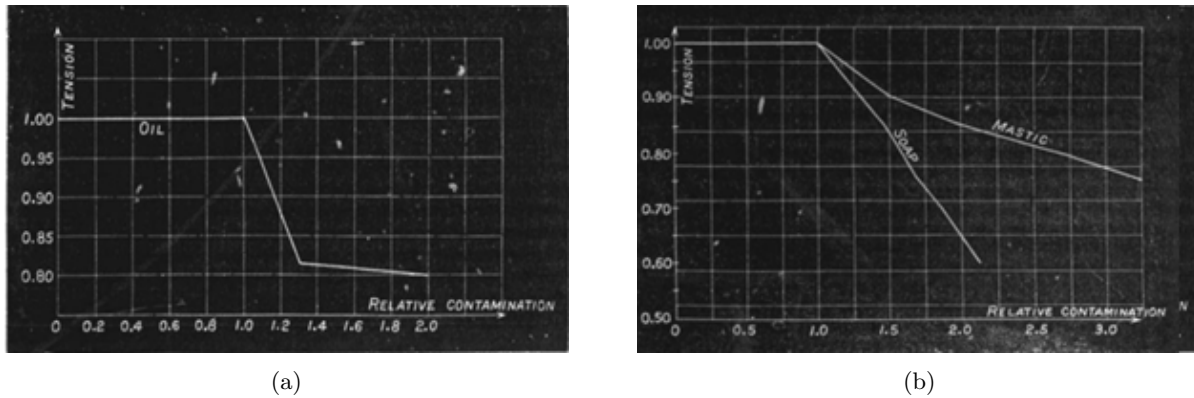 TENSION
1.00
0.95
0.90
0.85
0.80
OIL
RELATIVE CONTAMINATION
0 0.2 0.4 0.6 0.8 1.0 1.2 1.4 1.6 1.8 2.0
(a)
TENSION
1.00
0.90
0.80
0.70
0.60
0.50
SOAP
MASTIC
RELATIVE CONTAMINATION N
0 0.5 1.0 1.5 2.0 2.5 3.0
(b)